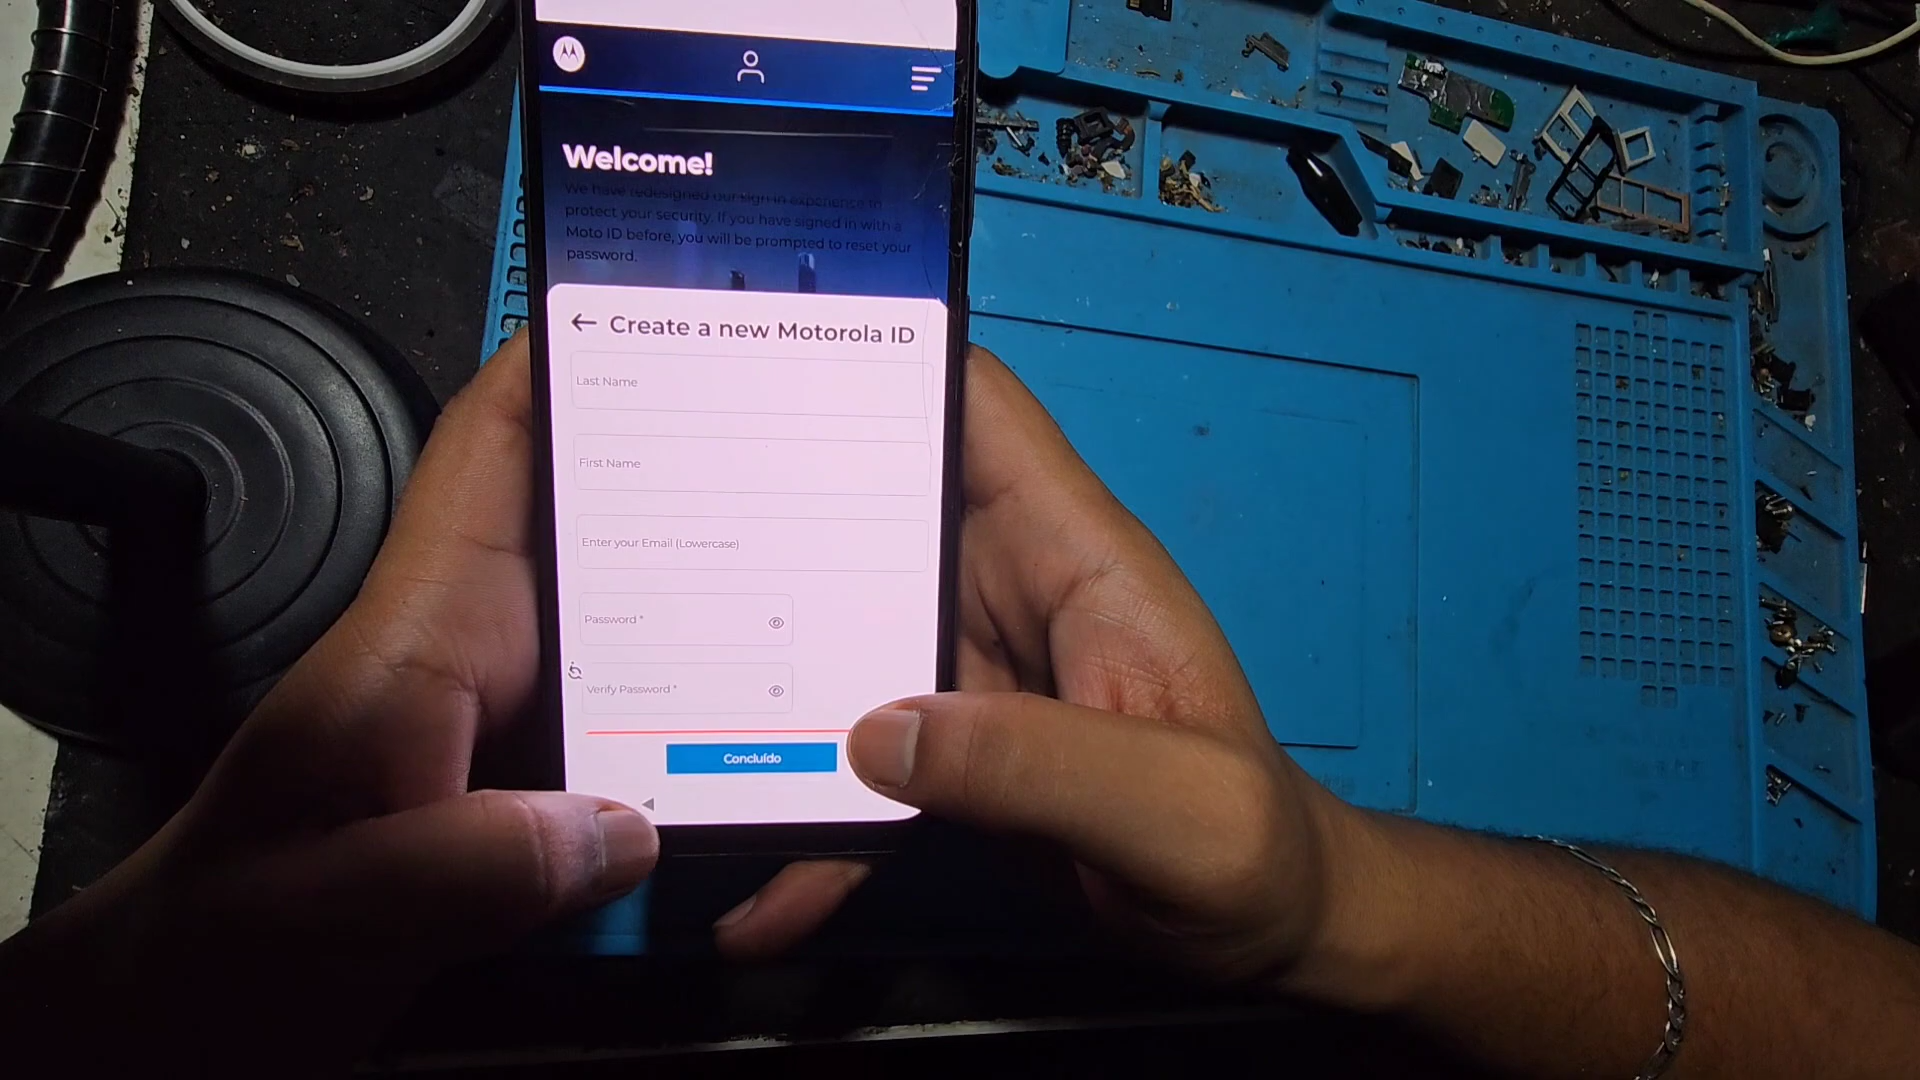 Welcome!
We have redesigned our sign-in experience to
protect your security. If you have signed in with a
Moto ID before, you will be prompted to reset your
password.
Create a new Motorola ID
Last Name
First Name
Enter your Email (Lowercase)
Password *
Verify Password *
Concluído